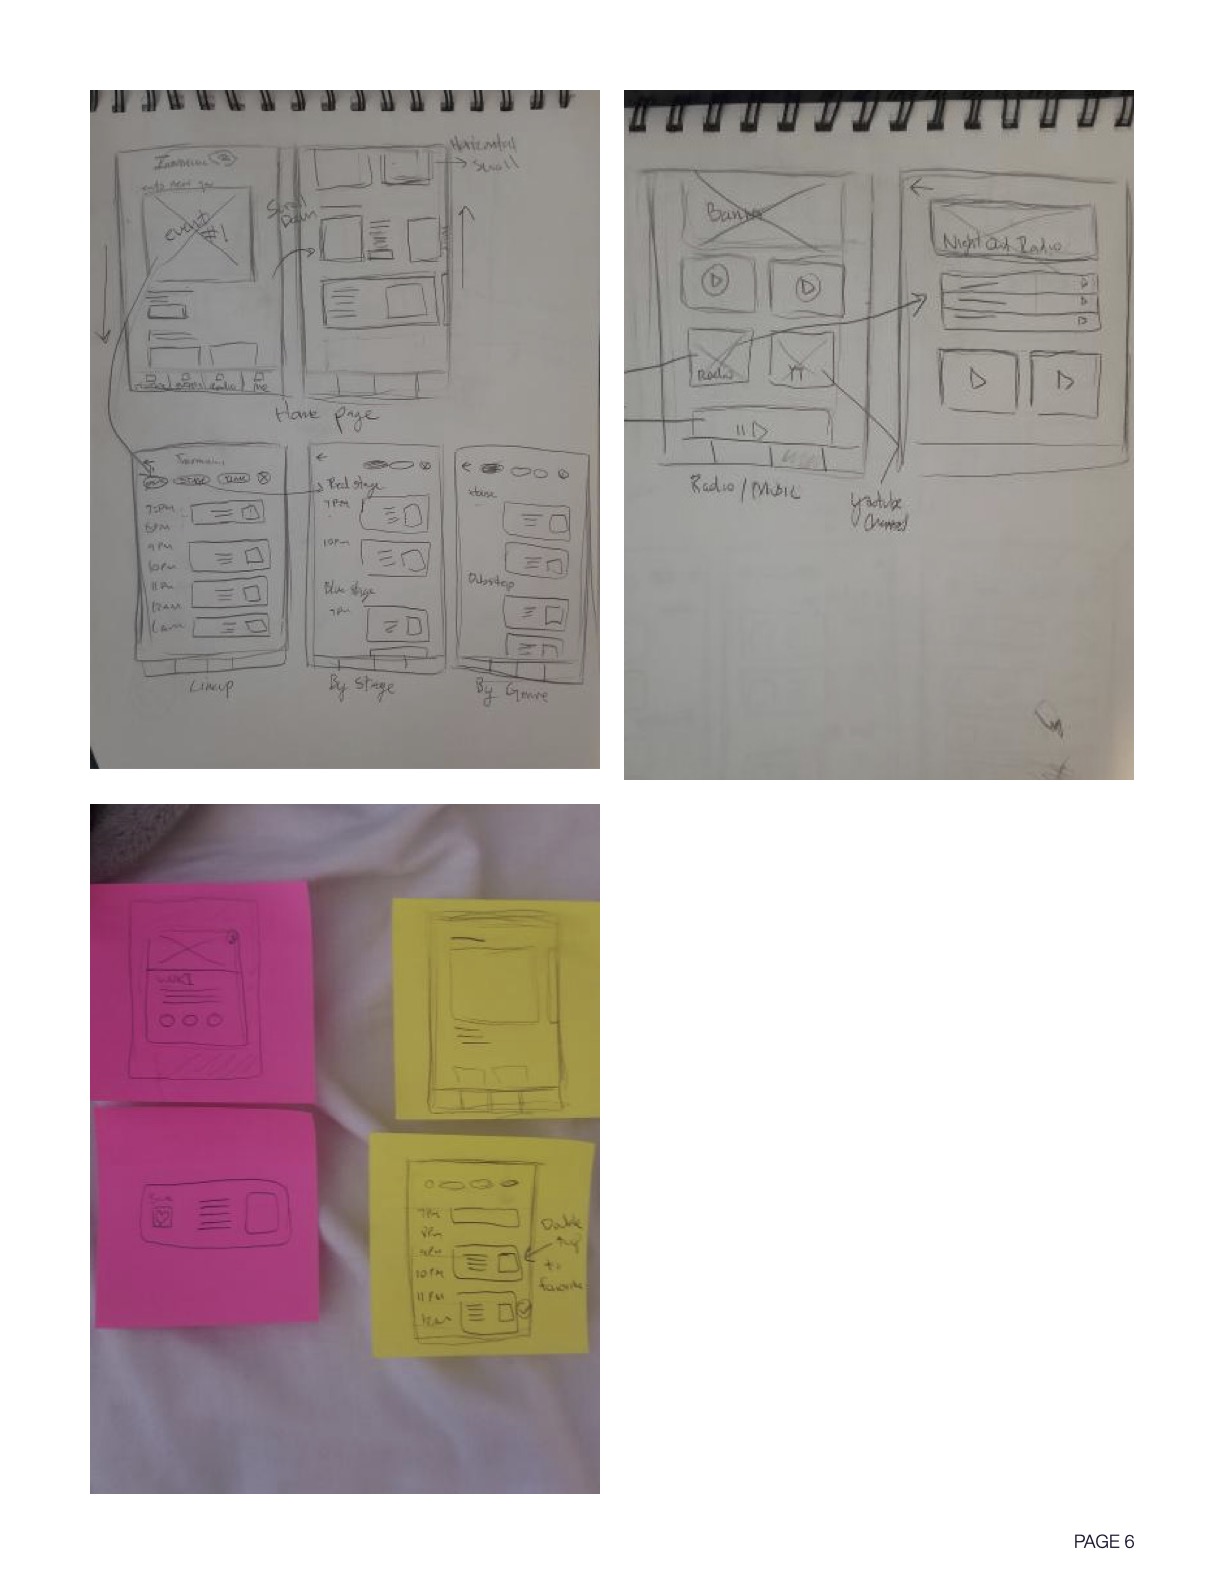 Horizontal
Scroll
Scroll
Down
event
#1
Radio
me
Home page
7PM
8PM
9PM
10PM
11PM
12am
1am
Lineup
Red Stage
7PM
10PM
Blue Stage
7PM
By Stage
House
Dubstep
By Genre
Banner
Radio
YT
Radio / Music
Youtube
Channel
Night Out Radio
7PM
8PM
9PM
10PM
11PM
12am
Double
tap
to
favorite
PAGE 6